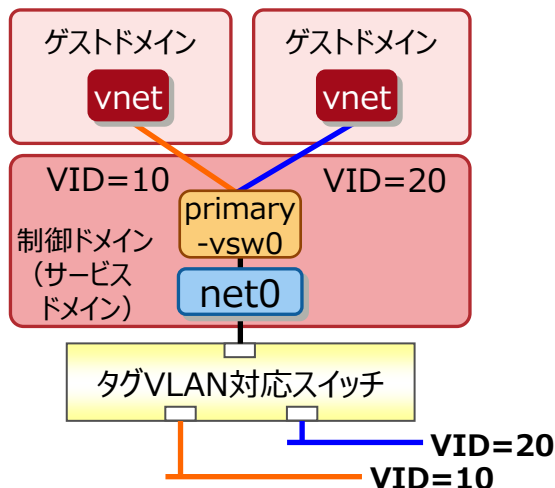 ゲストドメイン
ゲストドメイン
vnet
vnet
VID=10
VID=20
primary
-vsw0
制御ドメイン
（サービス
ドメイン）
net0
タグVLAN対応スイッチ
VID=20
VID=10